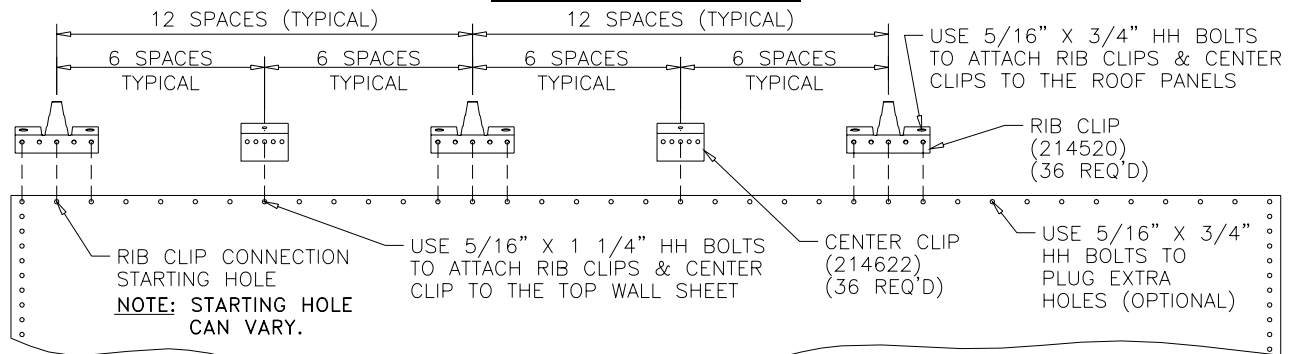 12 SPACES (TYPICAL)
12 SPACES (TYPICAL)
6 SPACES
TYPICAL
6 SPACES
TYPICAL
6 SPACES
TYPICAL
6 SPACES
TYPICAL
USE 5/16" X 3/4" HH BOLTS
TO ATTACH RIB CLIPS & CENTER
CLIPS TO THE ROOF PANELS
RIB CLIP
(214520)
(36 REQ'D)
RIB CLIP CONNECTION
STARTING HOLE
NOTE: STARTING HOLE
CAN VARY.
USE 5/16" X 1 1/4" HH BOLTS
TO ATTACH RIB CLIPS & CENTER
CLIP TO THE TOP WALL SHEET
CENTER CLIP
(214622)
(36 REQ'D)
USE 5/16" X 3/4"
HH BOLTS TO
PLUG EXTRA
HOLES (OPTIONAL)